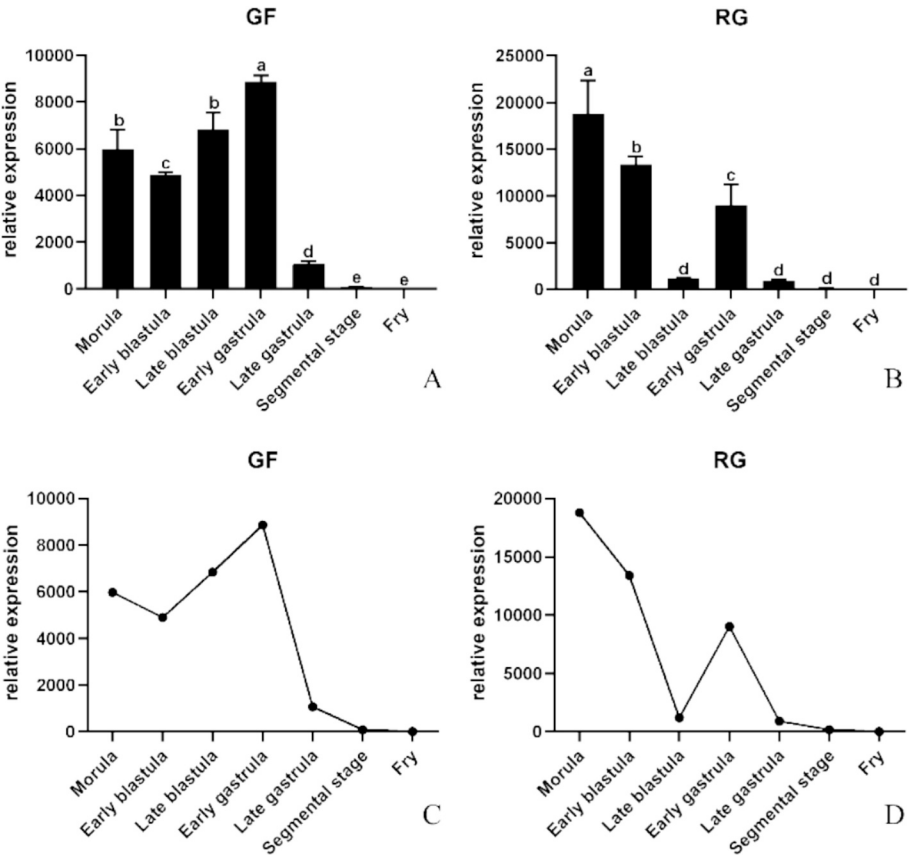 GF
relative expression
10000
8000
6000
4000
2000
0
b
c
b
a
d
e
e
Morula
Early blastula
Late blastula
Early gastrula
Late gastrula
Segmental stage
Fry
A
RG
relative expression
25000
20000
15000
10000
5000
0
a
b
d
c
d
d
d
Morula
Early blastula
Late blastula
Early gastrula
Late gastrula
Segmental stage
Fry
B
GF
relative expression
10000
8000
6000
4000
2000
0
Morula
Early blastula
Late blastula
Early gastrula
Late gastrula
Segmental stage
Fry
C
RG
relative expression
20000
15000
10000
5000
0
Morula
Early blastula
Late blastula
Early gastrula
Late gastrula
Segmental stage
Fry
D